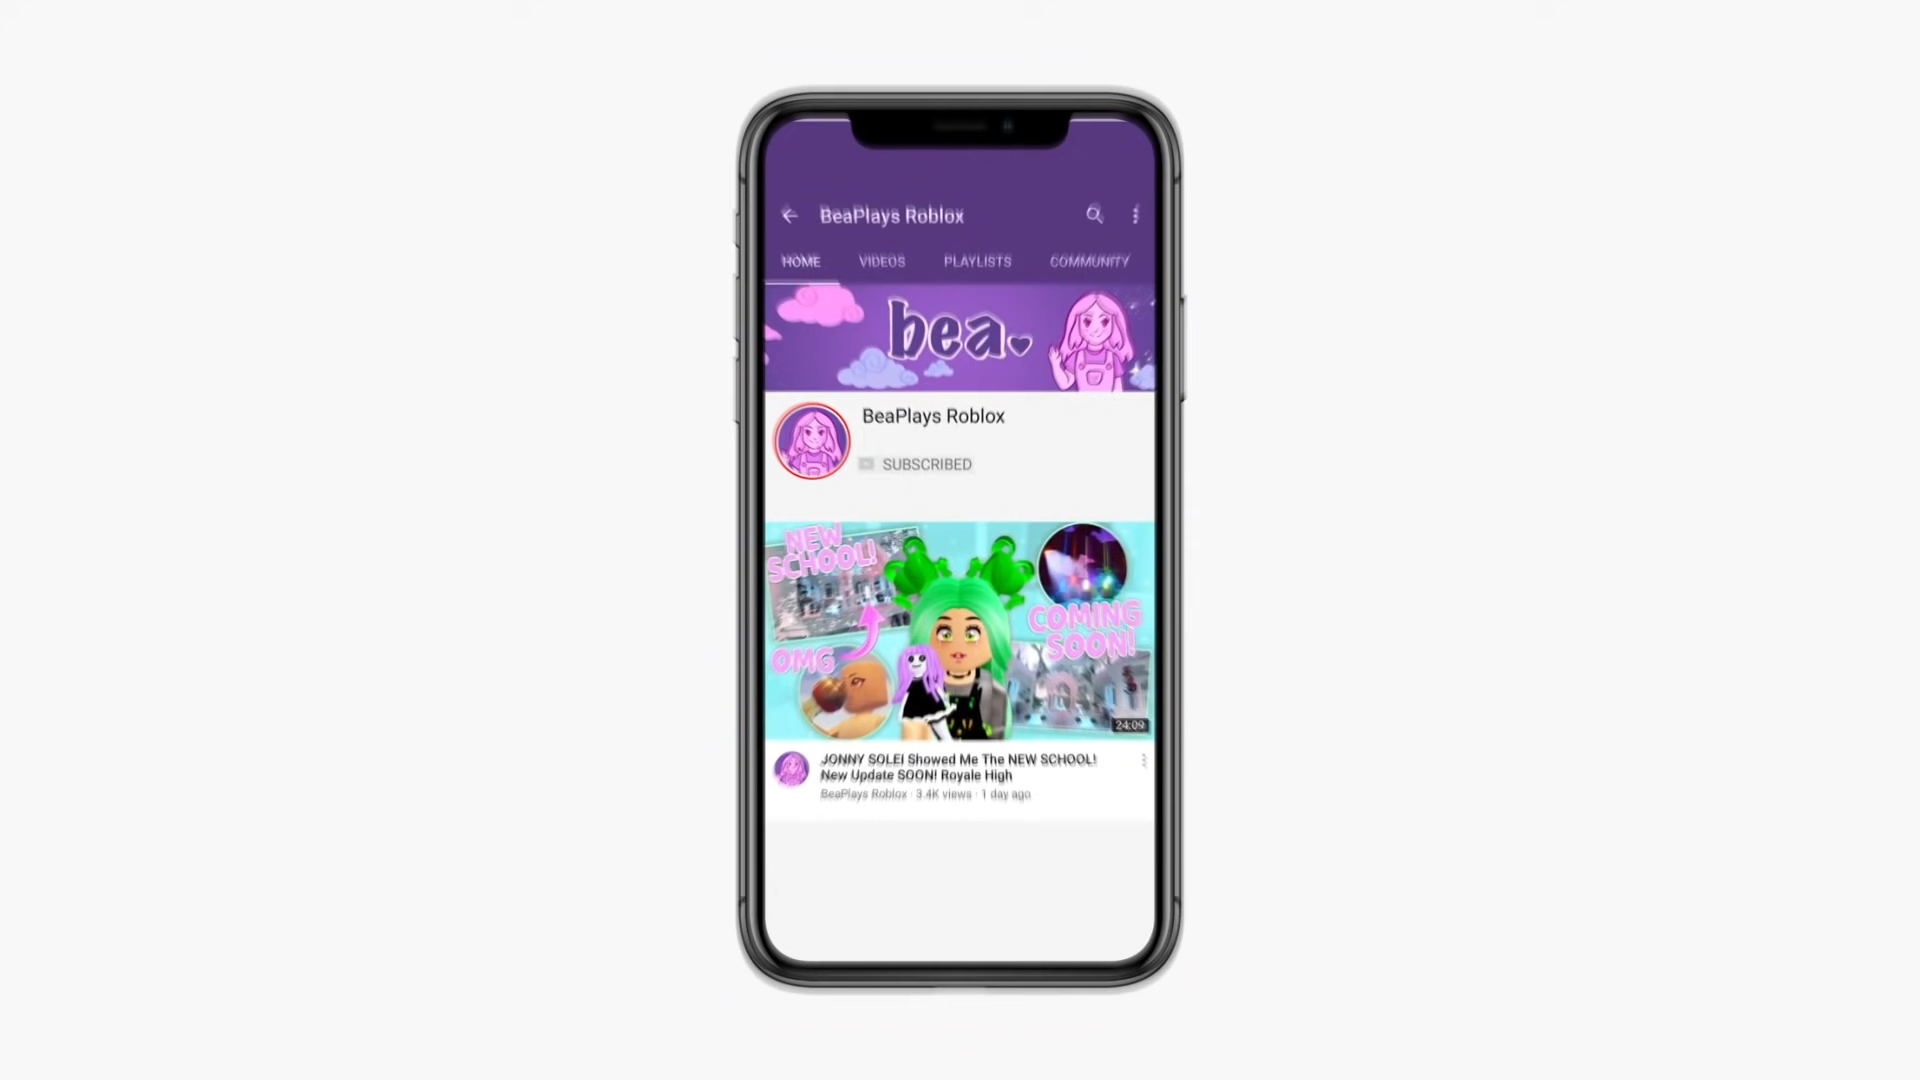 BeaPlays Roblox
HOME VIDEOS PLAYLISTS COMMUNITY
bea
BeaPlays Roblox
SUBSCRIBED
NEW
SCHOOL!
COMING
SOON!
OMG
24:09
JONNY SOLEI Showed Me The NEW SCHOOL!
New Update SOON! Royale High
BeaPlays Roblox · 3.4K views · 1 day ago